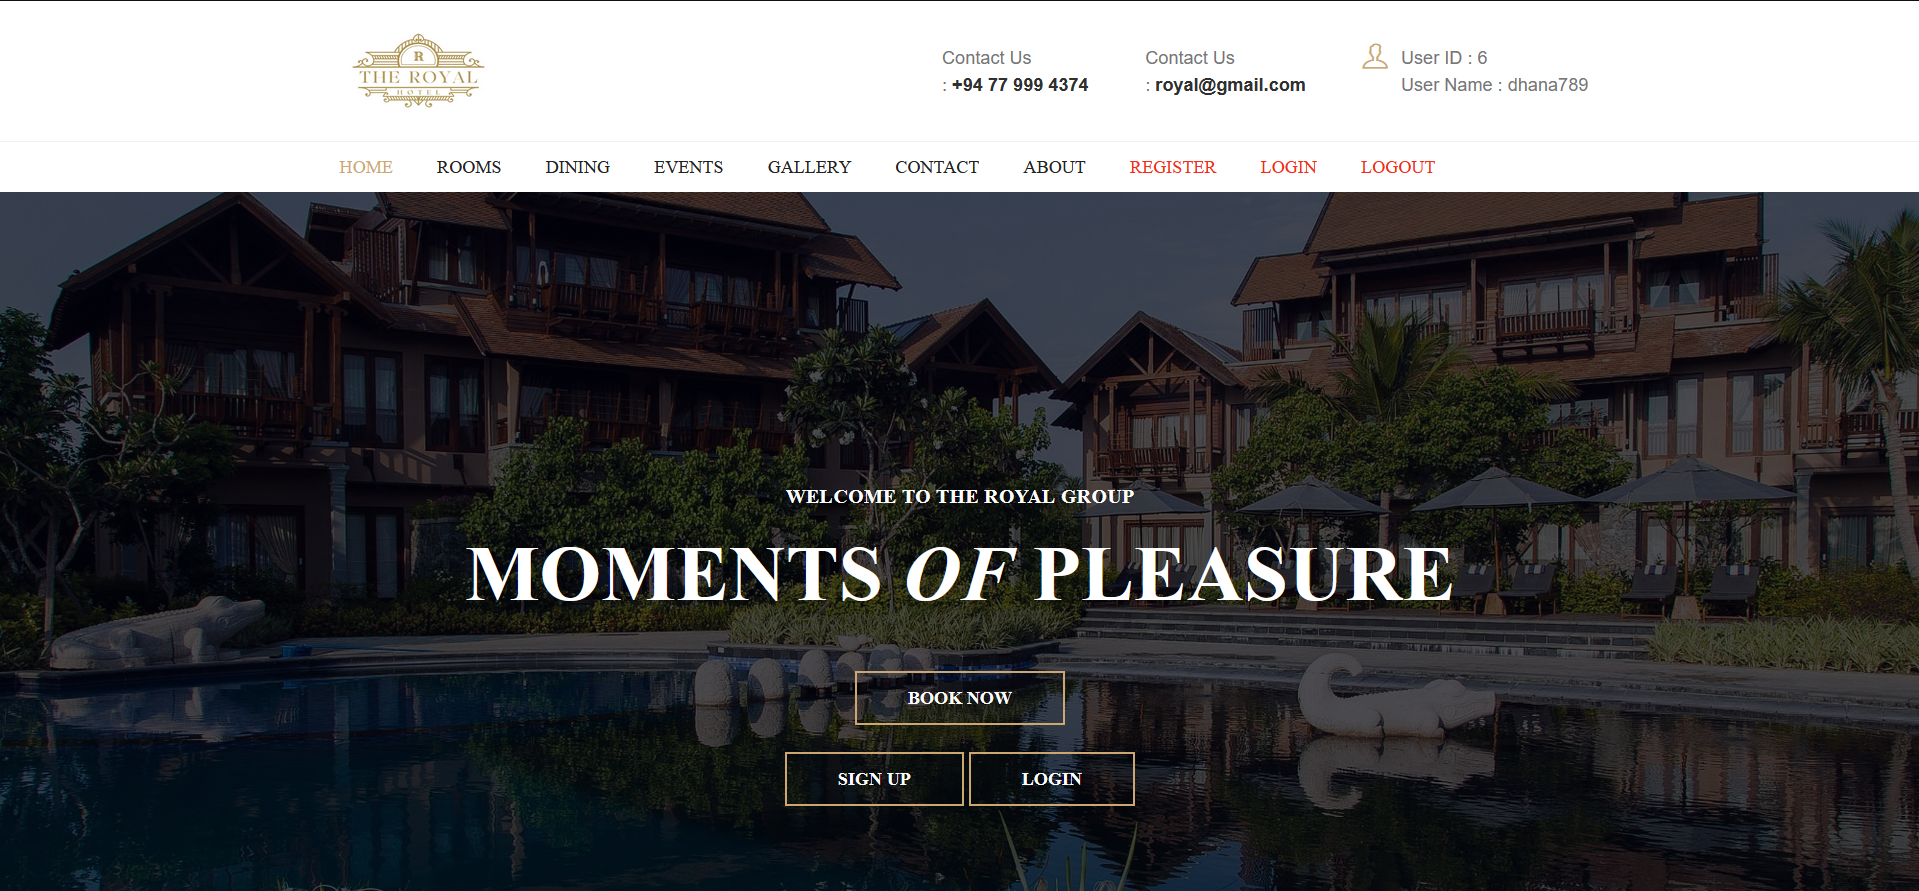 R
THE ROYAL
HOTEL
Contact Us
: +94 77 999 4374
Contact Us
: royal@gmail.com
User ID : 6
User Name : dhana789
HOME ROOMS DINING EVENTS GALLERY CONTACT ABOUT REGISTER LOGIN LOGOUT
WELCOME TO THE ROYAL GROUP
MOMENTS OF PLEASURE
BOOK NOW
SIGN UP LOGIN